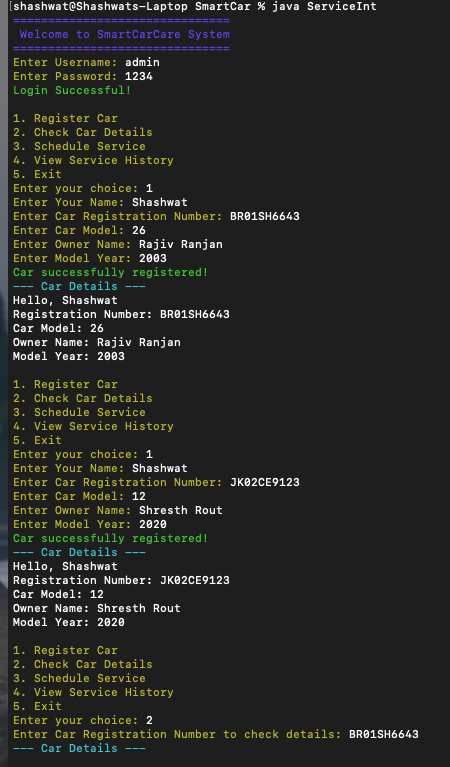 [shashwat@Shashwats-Laptop SmartCar % java ServiceInt
===============================
Welcome to SmartCarCare System
===============================
Enter Username: admin
Enter Password: 1234
Login Successful!
1. Register Car
2. Check Car Details
3. Schedule Service
4. View Service History
5. Exit
Enter your choice: 1
Enter Your Name: Shashwat
Enter Car Registration Number: BR01SH6643
Enter Car Model: 26
Enter Owner Name: Rajiv Ranjan
Enter Model Year: 2003
Car successfully registered!
--- Car Details ---
Hello, Shashwat
Registration Number: BR01SH6643
Car Model: 26
Owner Name: Rajiv Ranjan
Model Year: 2003
1. Register Car
2. Check Car Details
3. Schedule Service
4. View Service History
5. Exit
Enter your choice: 1
Enter Your Name: Shashwat
Enter Car Registration Number: JK02CE9123
Enter Car Model: 12
Enter Owner Name: Shresth Rout
Enter Model Year: 2020
Car successfully registered!
--- Car Details ---
Hello, Shashwat
Registration Number: JK02CE9123
Car Model: 12
Owner Name: Shresth Rout
Model Year: 2020
1. Register Car
2. Check Car Details
3. Schedule Service
4. View Service History
5. Exit
Enter your choice: 2
Enter Car Registration Number to check details: BR01SH6643
--- Car Details ---